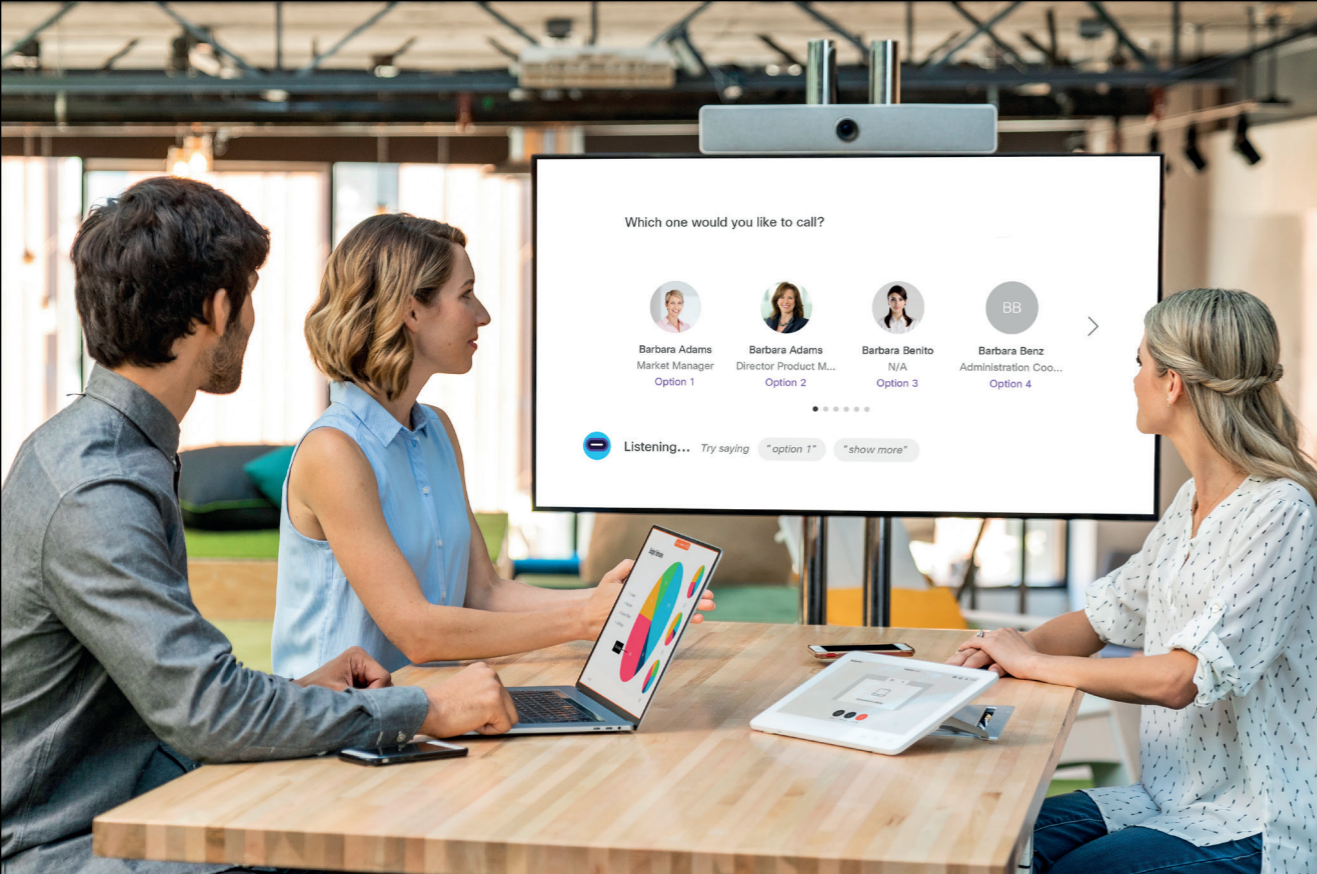 Which one would you like to call?
BB
Barbara Adams
Market Manager
Option 1
Barbara Adams
Director Product M...
Option 2
Barbara Benito
N/A
Option 3
Barbara Benz
Administration Coo...
Option 4
Listening... Try saying "option 1" "show more"